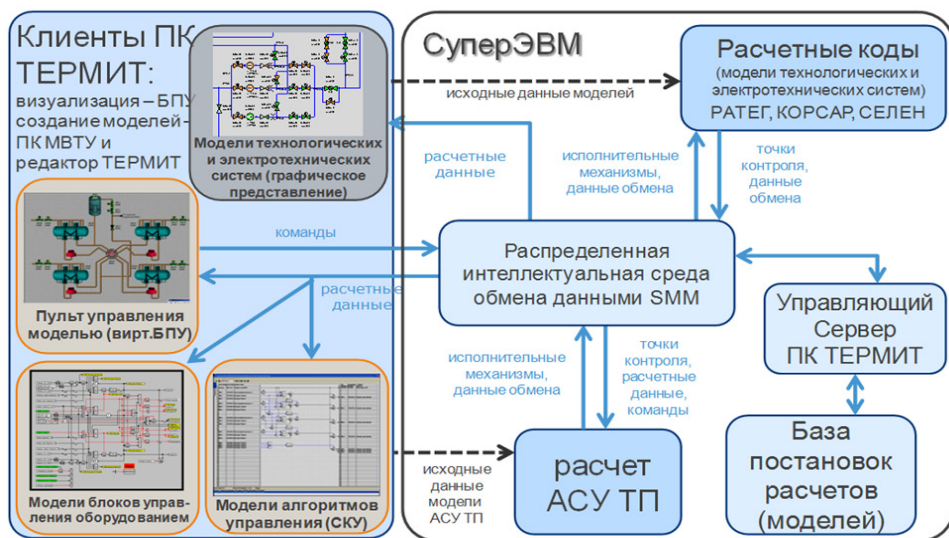 Клиенты ПК
ТЕРМИТ:
визуализация – БПУ
создание моделей-
ПК МВТУ и
редактор ТЕРМИТ
Модели технологических
и электротехнических
систем (графическое
представление)
Пульт управления
моделью (вирт.БПУ)
Модели блоков управ-
ления оборудованием
Модели алгоритмов
управления (СКУ)
команды
расчетные
данные
расчетные
данные
СуперЭВМ
исходные данные моделей
Расчетные коды
(модели технологических и
электротехнических систем)
РАТЕГ, КОРСАР, СЕЛЕН
исполнительные
механизмы,
данные обмена
точки
контроля,
данные
обмена
Распределенная
интеллектуальная среда
обмена данными SMM
Управляющий
Сервер
ПК ТЕРМИТ
исполнительные
механизмы,
данные обмена
точки
контроля,
расчетные
данные,
команды
исходные
данные
модели
АСУ ТП
расчет
АСУ ТП
База
постановок
расчетов
(моделей)